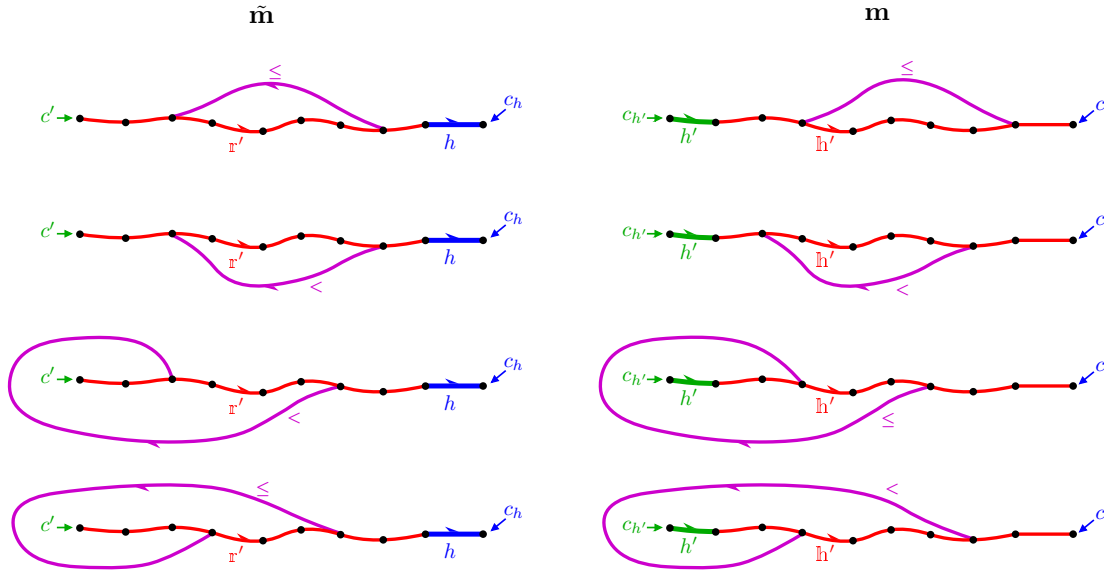 m̃ m
≤ ≤
c' c_h c_{h'} c
𝕣' h h' 𝕙'
c' c_h c_{h'} c
𝕣' h h' 𝕙'
< <
c' c_h c_{h'} c
𝕣' h h' 𝕙'
< ≤
≤ <
c' c_h c_{h'} c
𝕣' h h' 𝕙'